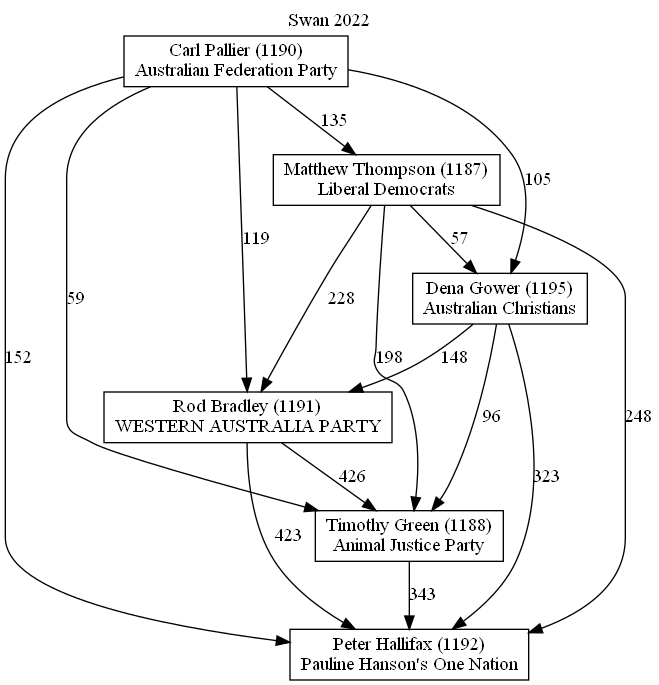 Swan 2022
Carl Pallier (1190)
Australian Federation Party
135
Matthew Thompson (1187)
Liberal Democrats
105
119
57
Dena Gower (1195)
Australian Christians
59
228
152
198
148
Rod Bradley (1191)
WESTERN AUSTRALIA PARTY
96
248
426
323
423
Timothy Green (1188)
Animal Justice Party
343
Peter Hallifax (1192)
Pauline Hanson's One Nation